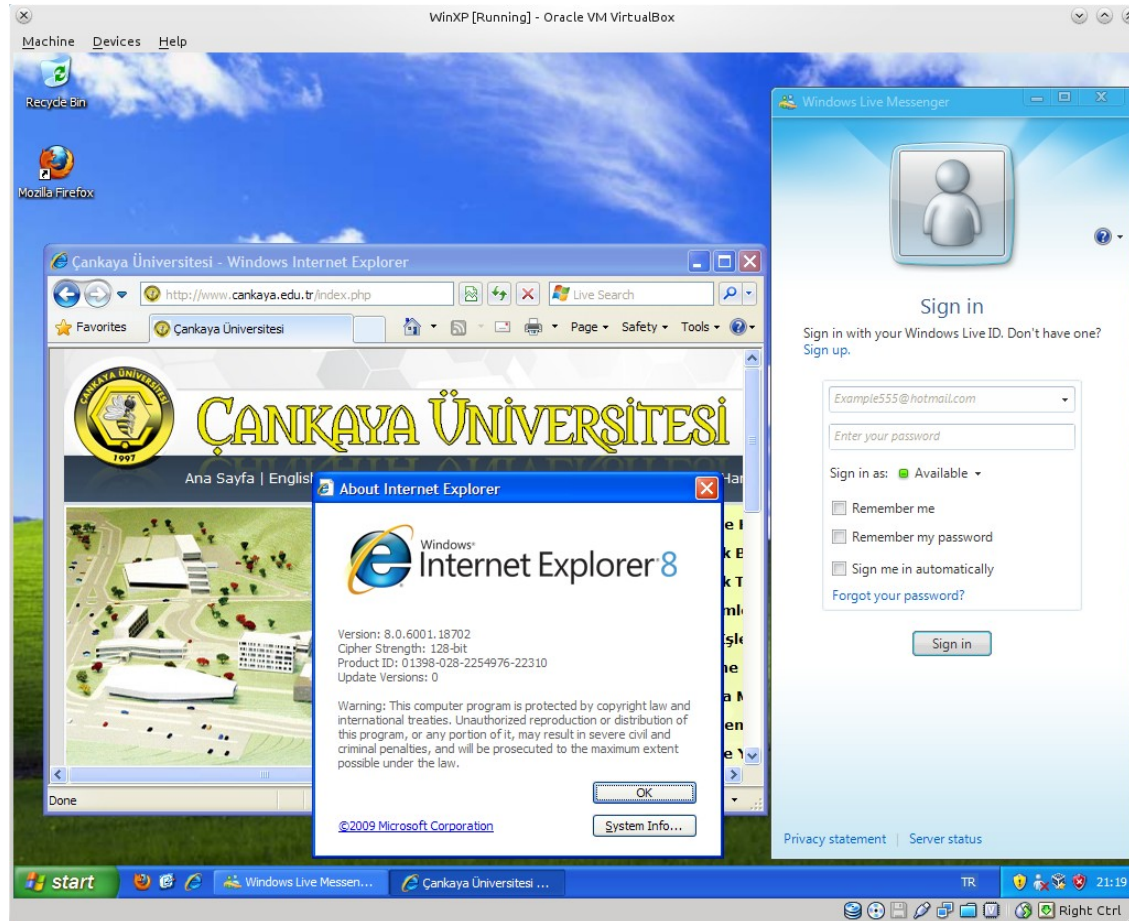 WinXP [Running] - Oracle VM VirtualBox
Machine Devices Help
Recycle Bin
Mozilla Firefox
Çankaya Üniversitesi - Windows Internet Explorer
http://www.cankaya.edu.tr/index.php
Live Search
Favorites
Çankaya Üniversitesi
Page Safety Tools
ÇANKAYA ÜNİVERSİTESİ
1997
ÇANKAYA ÜNİVERSİTESİ
Ana Sayfa | English
About Internet Explorer
Windows®
Internet Explorer 8
Version: 8.0.6001.18702
Cipher Strength: 128-bit
Product ID: 01398-028-2254976-22310
Update Versions: 0
Warning: This computer program is protected by copyright law and
international treaties. Unauthorized reproduction or distribution of
this program, or any portion of it, may result in severe civil and
criminal penalties, and will be prosecuted to the maximum extent
possible under the law.
OK
©2009 Microsoft Corporation
System Info...
Done
Windows Live Messenger
Sign in
Sign in with your Windows Live ID. Don't have one?
Sign up.
Example555@hotmail.com
Enter your password
Sign in as: Available
Remember me
Remember my password
Sign me in automatically
Forgot your password?
Sign in
Privacy statement | Server status
start
Windows Live Messen...
Çankaya Üniversitesi ...
TR
21:19
Right Ctrl